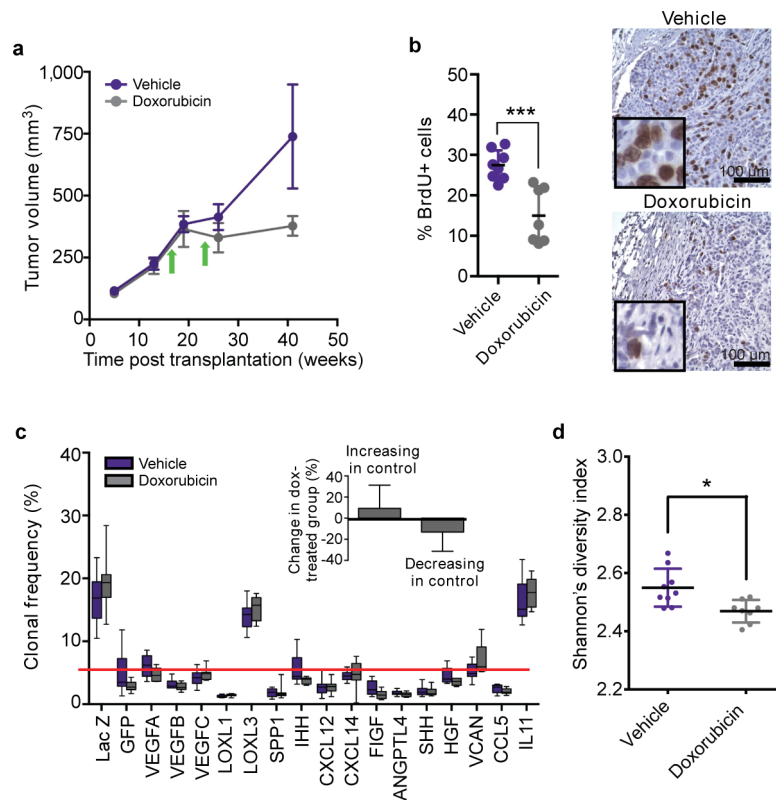 a
Tumor volume (mm3)
1,000
750
500
250
0
Vehicle
Doxorubicin
0 10 20 30 40 50
Time post transplantation (weeks)
b
% BrdU+ cells
50
40
30
20
10
0
***
Vehicle
Doxorubicin
Vehicle
100 µm
Doxorubicin
100 µm
c
Clonal frequency (%)
40
30
20
10
0
Vehicle
Doxorubicin
Change in dox-
treated group (%)
40
20
0
-20
-40
Increasing
in control
Decreasing
in control
Lac Z
GFP
VEGFA
VEGFB
VEGFC
LOXL1
LOXL3
SPP1
IHH
CXCL12
CXCL14
FIGF
ANGPTL4
SHH
HGF
VCAN
CCL5
IL11
d
Shannon's diversity index
3.0
2.8
2.6
2.4
2.2
*
Vehicle
Doxorubicin